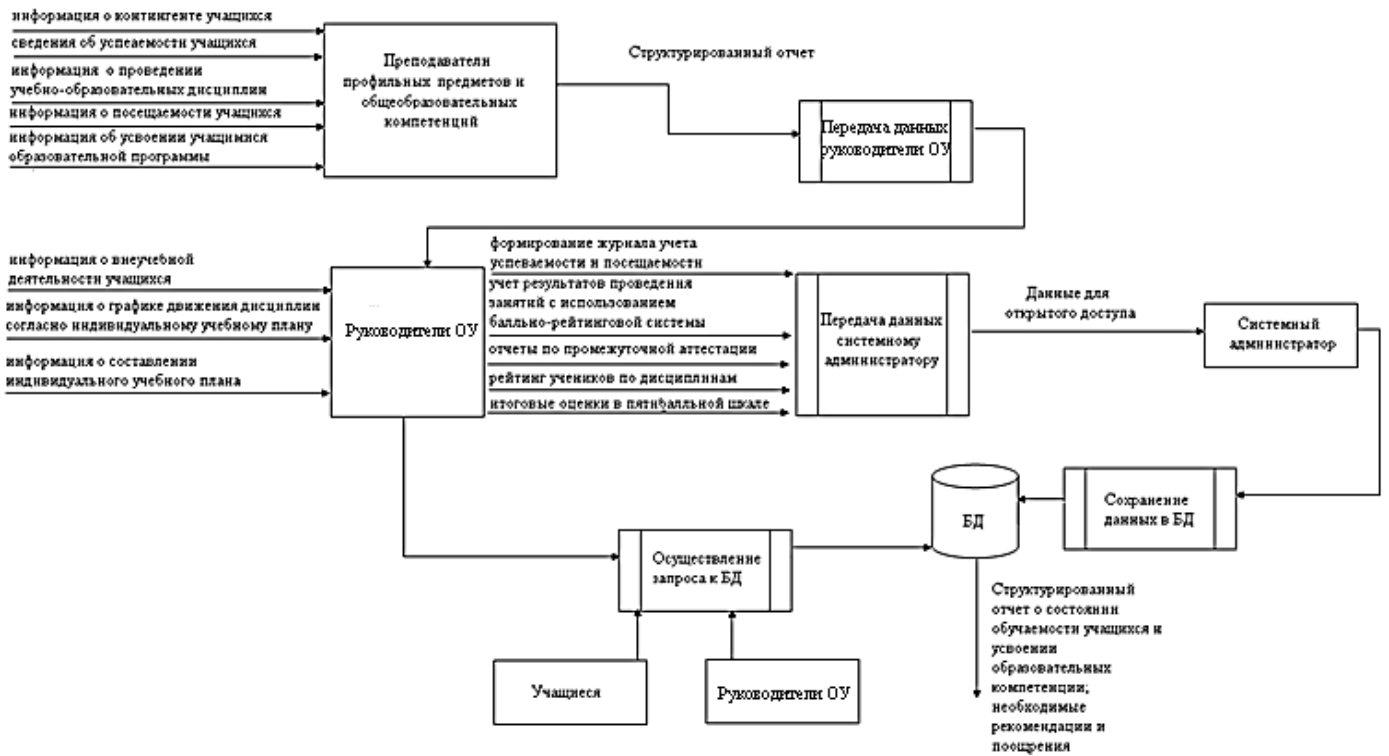 информация о контингенте учащихся
сведения об успеаемости учащихся
информация о проведении
учебно-образовательных дисциплин
информация о посещаемости учащихся
информация об усвоении учащимися
образовательной программы
Преподаватели
профильных предметов и
общеобразовательных
компетенций
Структурированный отчет
Передача данных
руководители ОУ
информация о внеучебной
деятельности учащихся
информация о графике движения дисциплин
согласно индивидуальному учебному плану
информация о составлении
индивидуального учебного плана
Руководители ОУ
формирование журнала учета
успеваемости и посещаемости
учет результатов проведения
занятий с использованием
балльно-рейтинговой системы
отчеты по промежуточной аттестации
рейтинг учеников по дисциплинам
итоговые оценки в пятибалльной шкале
Передача данных
системному
администратору
Данные для
открытого доступа
Системный
администратор
Сохранение
данных в БД
БД
Осуществление
запроса к БД
Учащиеся
Руководители ОУ
Структурированный
отчет о состоянии
обучаемости учащихся и
усвоении
образовательных
компетенции;
необходимые
рекомендации и
поощрения